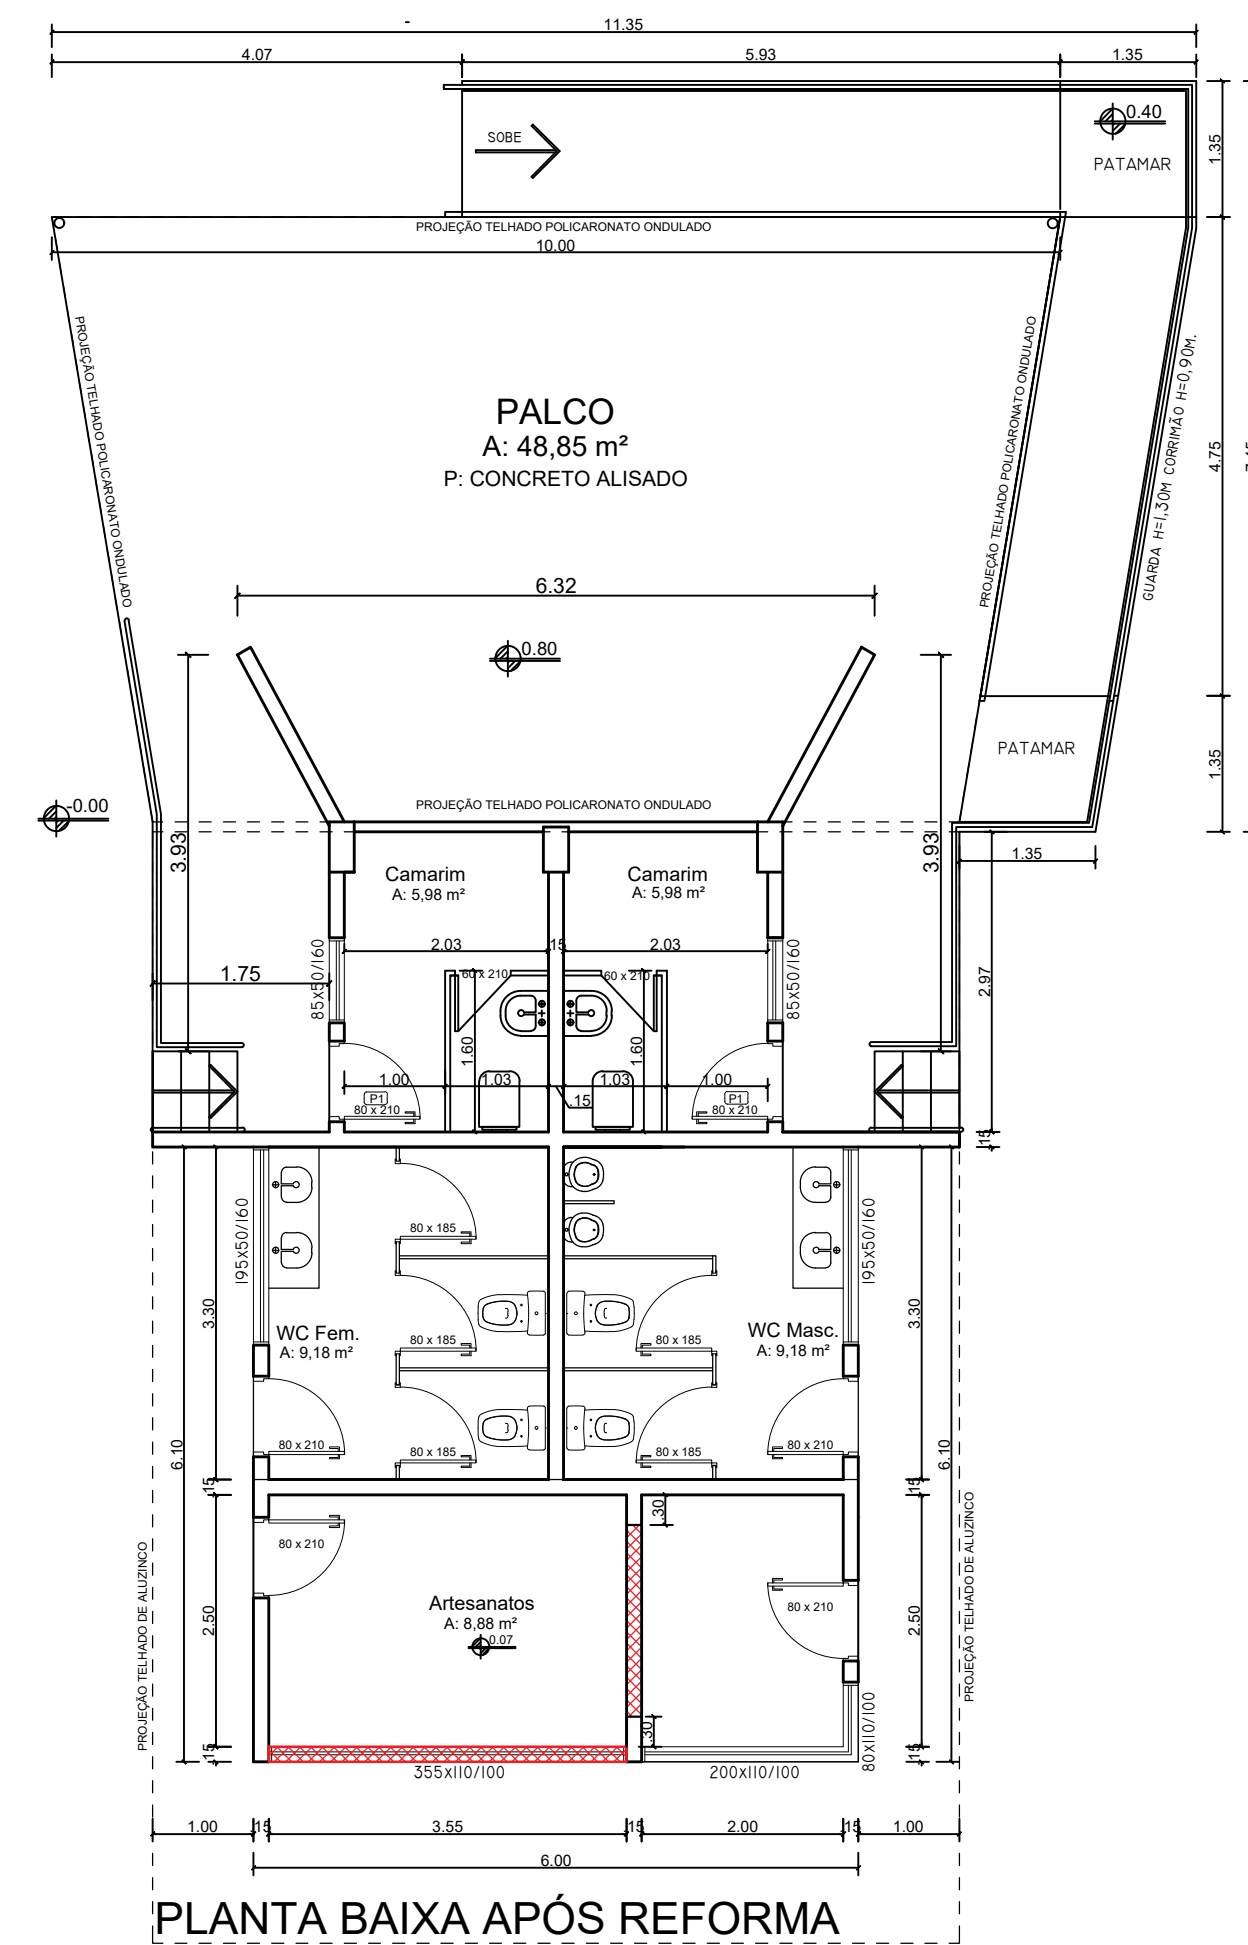 -
11.35
4.07
5.93
1.35
SOBE
0.40
PATAMAR
1.35
PROJEÇÃO TELHADO POLICARONATO ONDULADO
10.00
PROJEÇÃO TELHADO POLICARONATO ONDULADO
PROJEÇÃO TELHADO POLICARONATO ONDULADO
GUARDA H=1,30M CORRIMÃO H=0,90M.
4.75
PALCO
A: 48,85 m²
P: CONCRETO ALISADO
6.32
0.80
PATAMAR
1.35
-0.00
PROJEÇÃO TELHADO POLICARONATO ONDULADO
3.93
3.93
1.35
Camarim
A: 5,98 m²
Camarim
A: 5,98 m²
2.03
.15
2.03
1.75
85x50/160
60 x 210
60 x 210
85x50/160
2.97
1.60
1.60
1.00
1.03
1.03
1.00
P1
80 x 210
.15
P1
80 x 210
.15
195x50/160
80 x 185
195x50/160
3.30
WC Fem.
A: 9,18 m²
80 x 185
80 x 185
WC Masc.
A: 9,18 m²
3.30
6.10
80 x 210
80 x 185
80 x 185
80 x 210
6.10
.15
.15
.30
80 x 210
PROJEÇÃO TELHADO DE ALUZINCO
2.50
Artesanatos
A: 8,88 m²
0.07
80 x 210
2.50
PROJEÇÃO TELHADO DE ALUZINCO
.30
.15
80x110/100
.15
355x110/100
200x110/100
1.00
.15
3.55
.15
2.00
.15
1.00
6.00
PLANTA BAIXA APÓS REFORMA